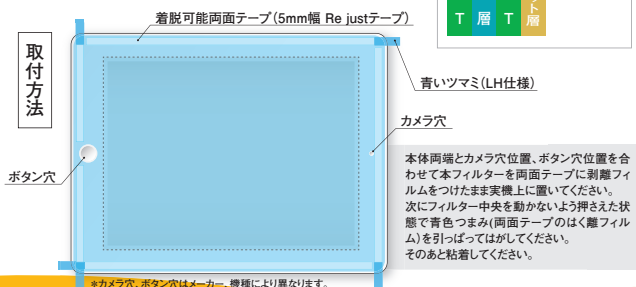 着脱可能両面テープ(5mm幅 Re justテープ)
T 層 T ト層
取付方法
青いツマミ(LH仕様)
カメラ穴
ボタン穴
本体両端とカメラ穴位置、ボタン穴位置を合
わせて本フィルターを両面テープに剥離フィ
ルムをつけたまま実機上に置いてください。
次にフィルター中央を動かないよう押さえた状
態で青色つまみ(両面テープのはく離フィル
ム)を引っぱってはがしてください。
そのあと粘着してください。
*カメラ穴、ボタン穴はメーカー、機種により異なります。